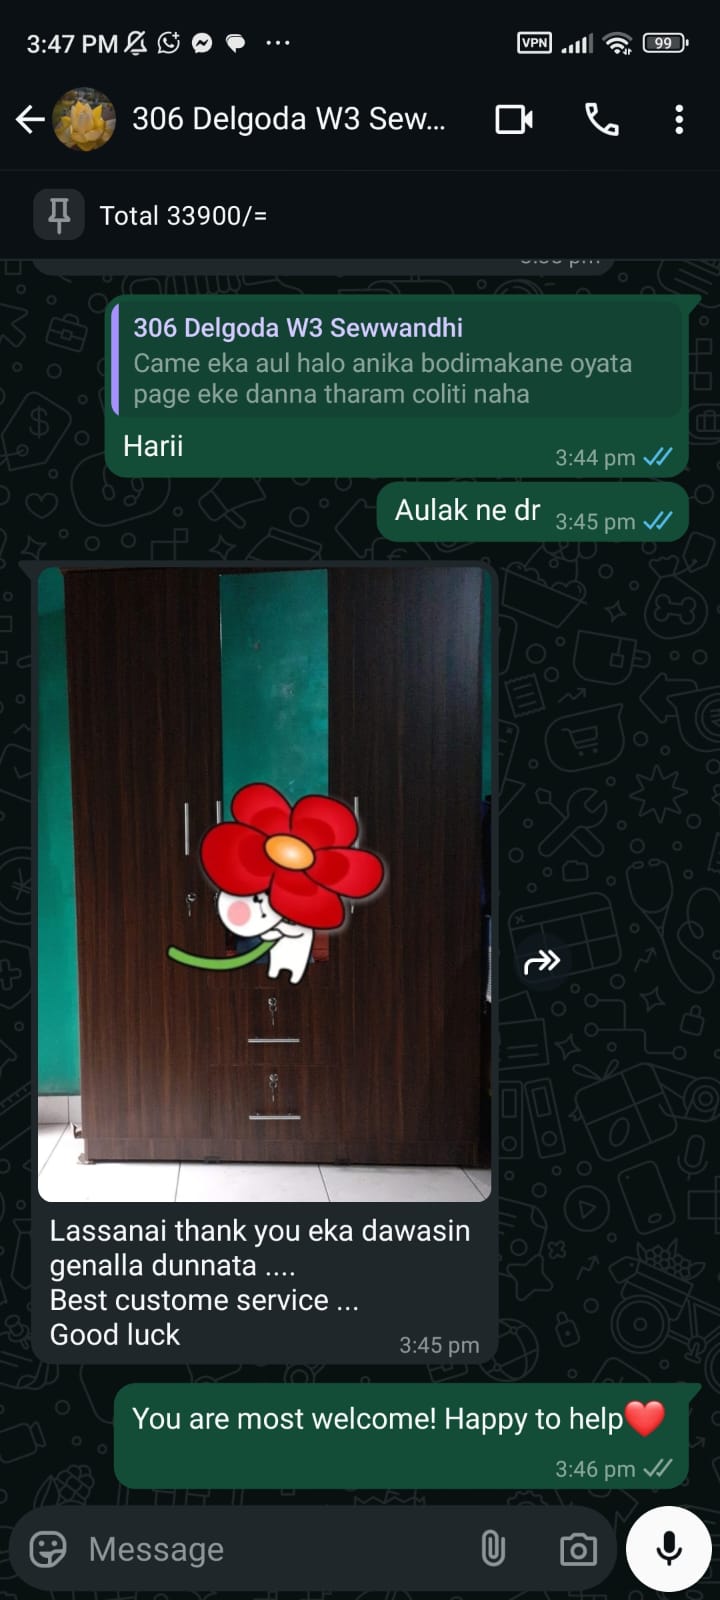 3:47 PM
VPN
99
306 Delgoda W3 Sew...
Total 33900/=
306 Delgoda W3 Sewwandhi
Came eka aul halo anika bodimakane oyata
page eke danna tharam coliti naha
Harii
3:44 pm
Aulak ne dr
3:45 pm
Lassanai thank you eka dawasin
genalla dunnata ....
Best custome service ...
Good luck
3:45 pm
You are most welcome! Happy to help
3:46 pm
Message